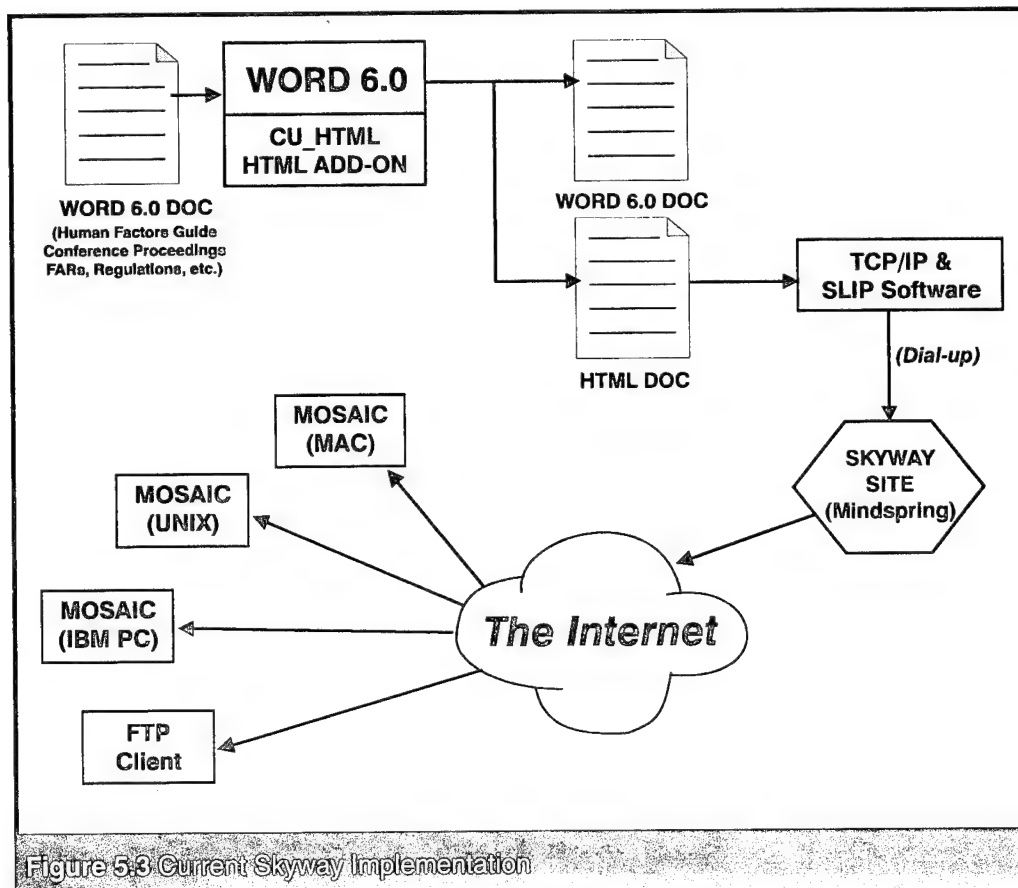 WORD 6.0
CU_HTML
HTML ADD-ON
WORD 6.0 DOC
(Human Factors Guide
Conference Proceedings
FARs, Regulations, etc.)
WORD 6.0 DOC
HTML DOC
TCP/IP &
SLIP Software
(Dial-up)
SKYWAY
SITE
(Mindspring)
The Internet
MOSAIC
(MAC)
MOSAIC
(UNIX)
MOSAIC
(IBM PC)
FTP
Client
Figure 5.3 Current Skyway Implementation